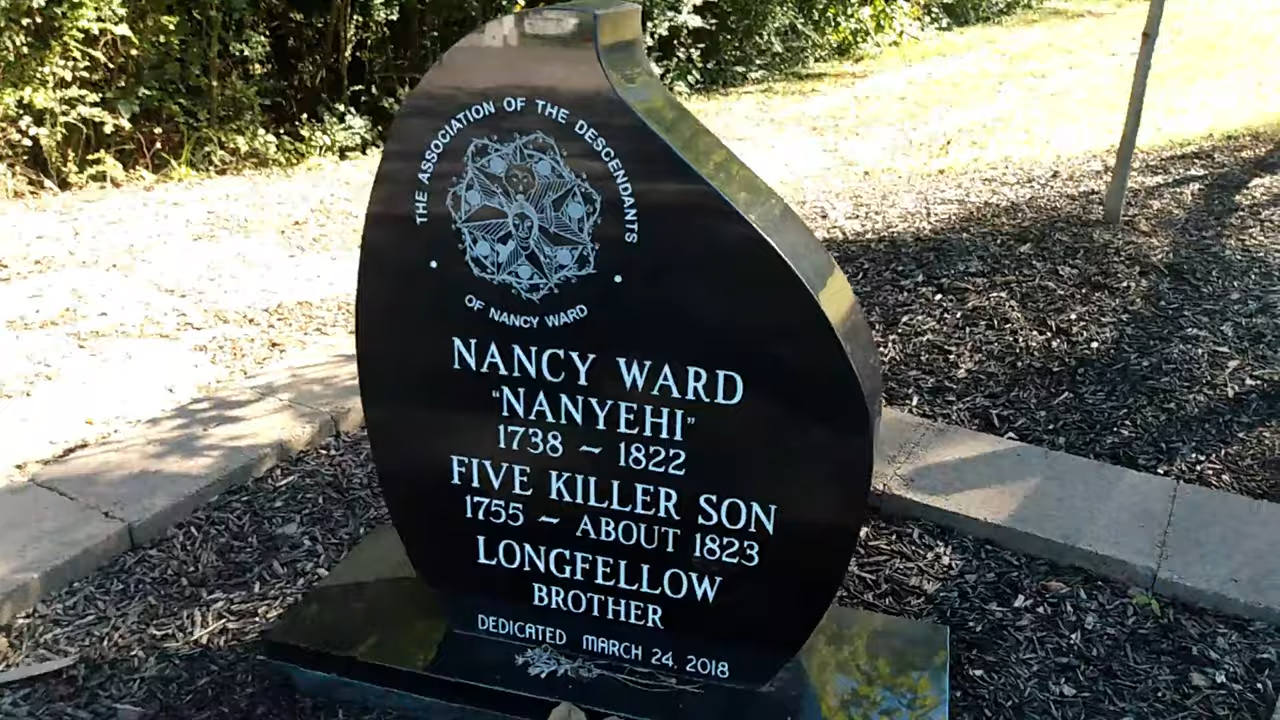 THE ASSOCIATION OF THE DESCENDANTS
OF NANCY WARD
NANCY WARD
"NANYEHI"
1738 ~ 1822
FIVE KILLER SON
1755 ~ ABOUT 1823
LONGFELLOW
BROTHER
DEDICATED MARCH 24, 2018